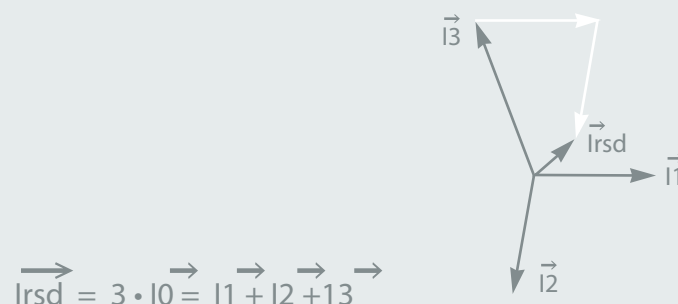 I3
Irsd
I1
I2
Irsd = 3 • I0 = I1 + I2 +13